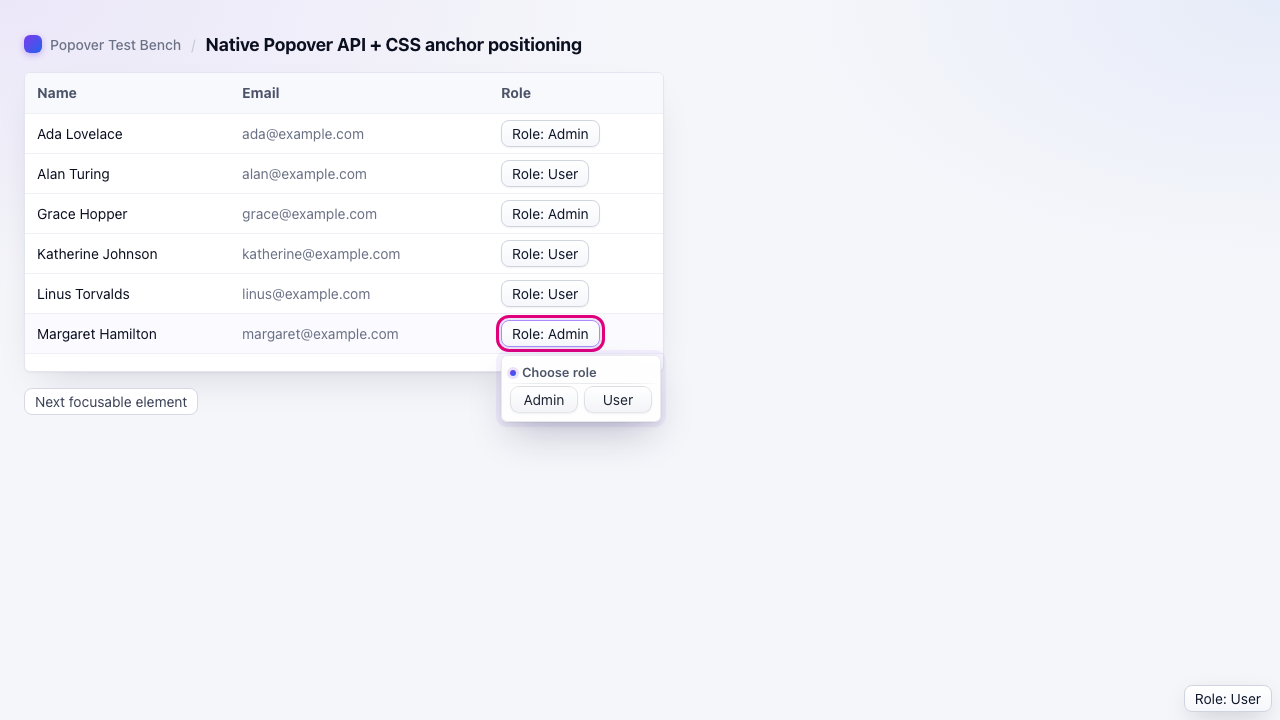 Popover Test Bench / Native Popover API + CSS anchor positioning
Name Email Role
Ada Lovelace ada@example.com Role: Admin
Alan Turing alan@example.com Role: User
Grace Hopper grace@example.com Role: Admin
Katherine Johnson katherine@example.com Role: User
Linus Torvalds linus@example.com Role: User
Margaret Hamilton margaret@example.com Role: Admin
Choose role
Admin User
Next focusable element
Role: User